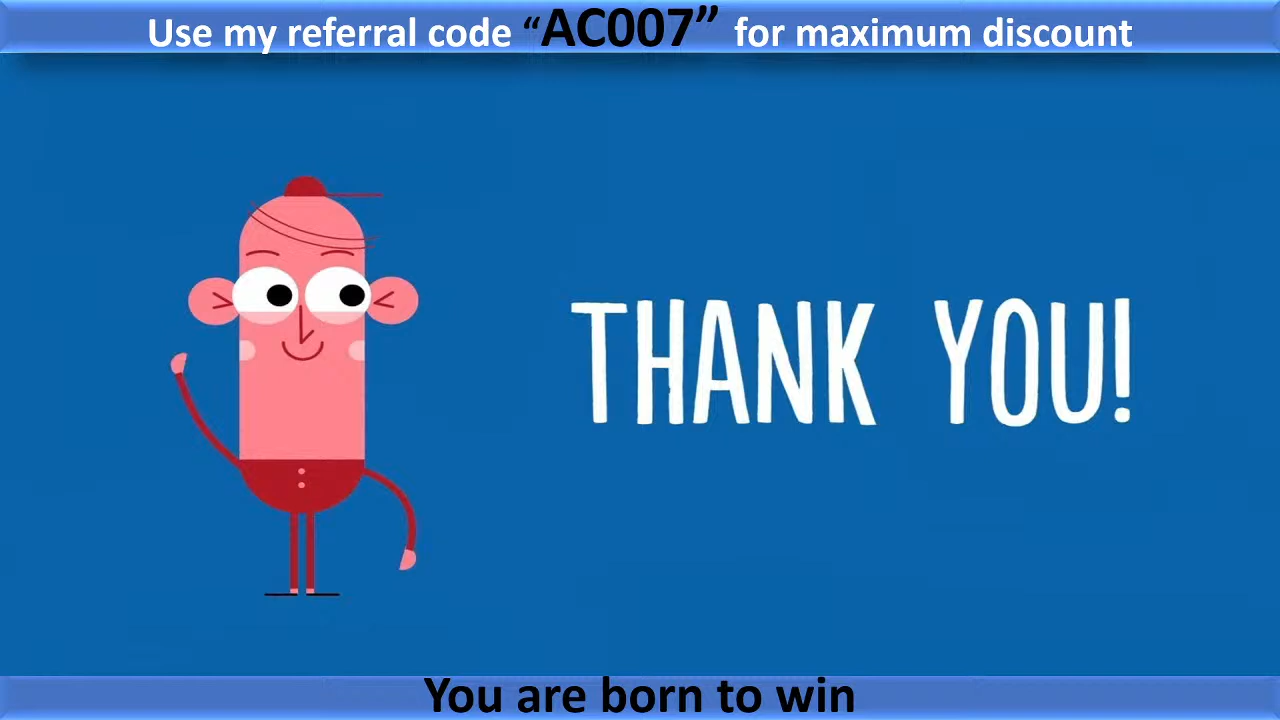 Use my referral code “AC007” for maximum discount
THANK YOU!
You are born to win